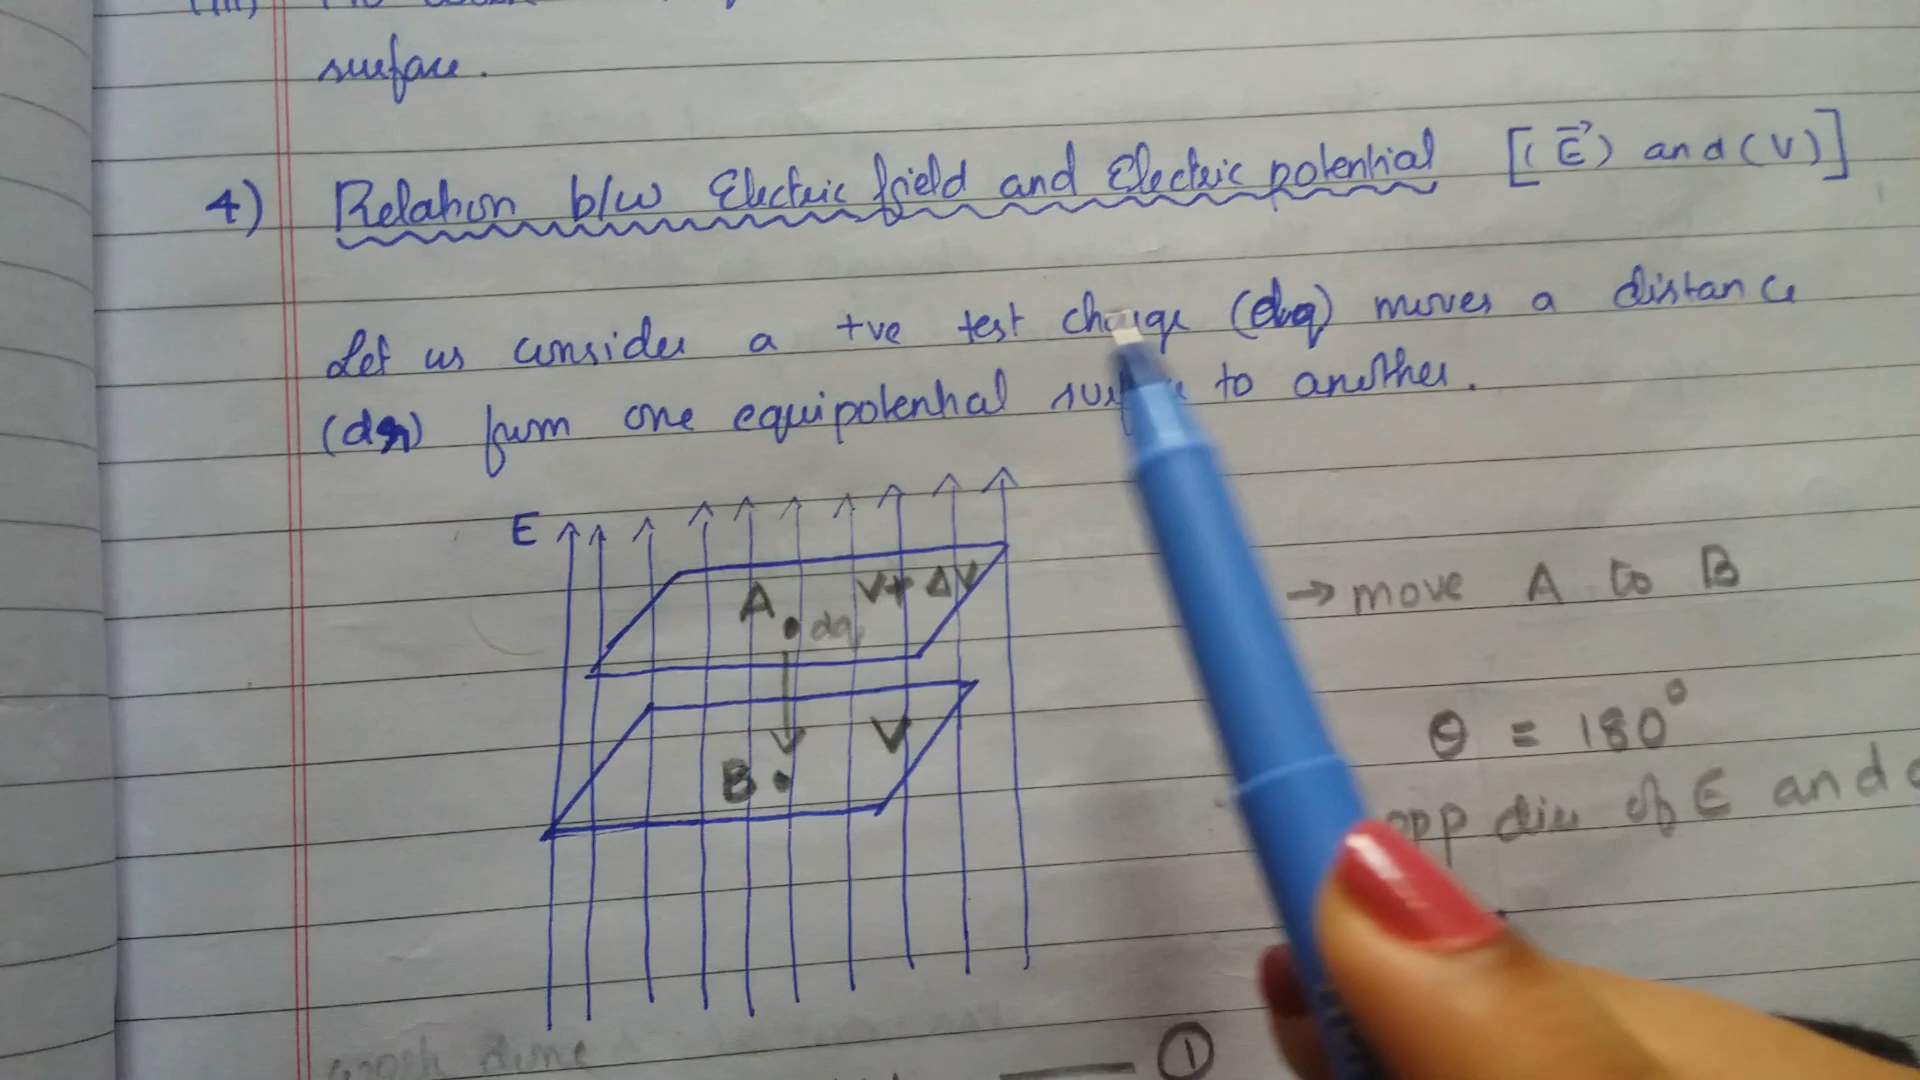 surface.
4) Relation b/w Electric field and Electric potential [(E⃗) and (V)]
Let us consider a +ve test charge (dq) moves a distance
(dr) from one equipotential to another.
E
A V+ ΔV
dq
→ move A to B
B V
θ = 180°
opp dir of E and
work done
①